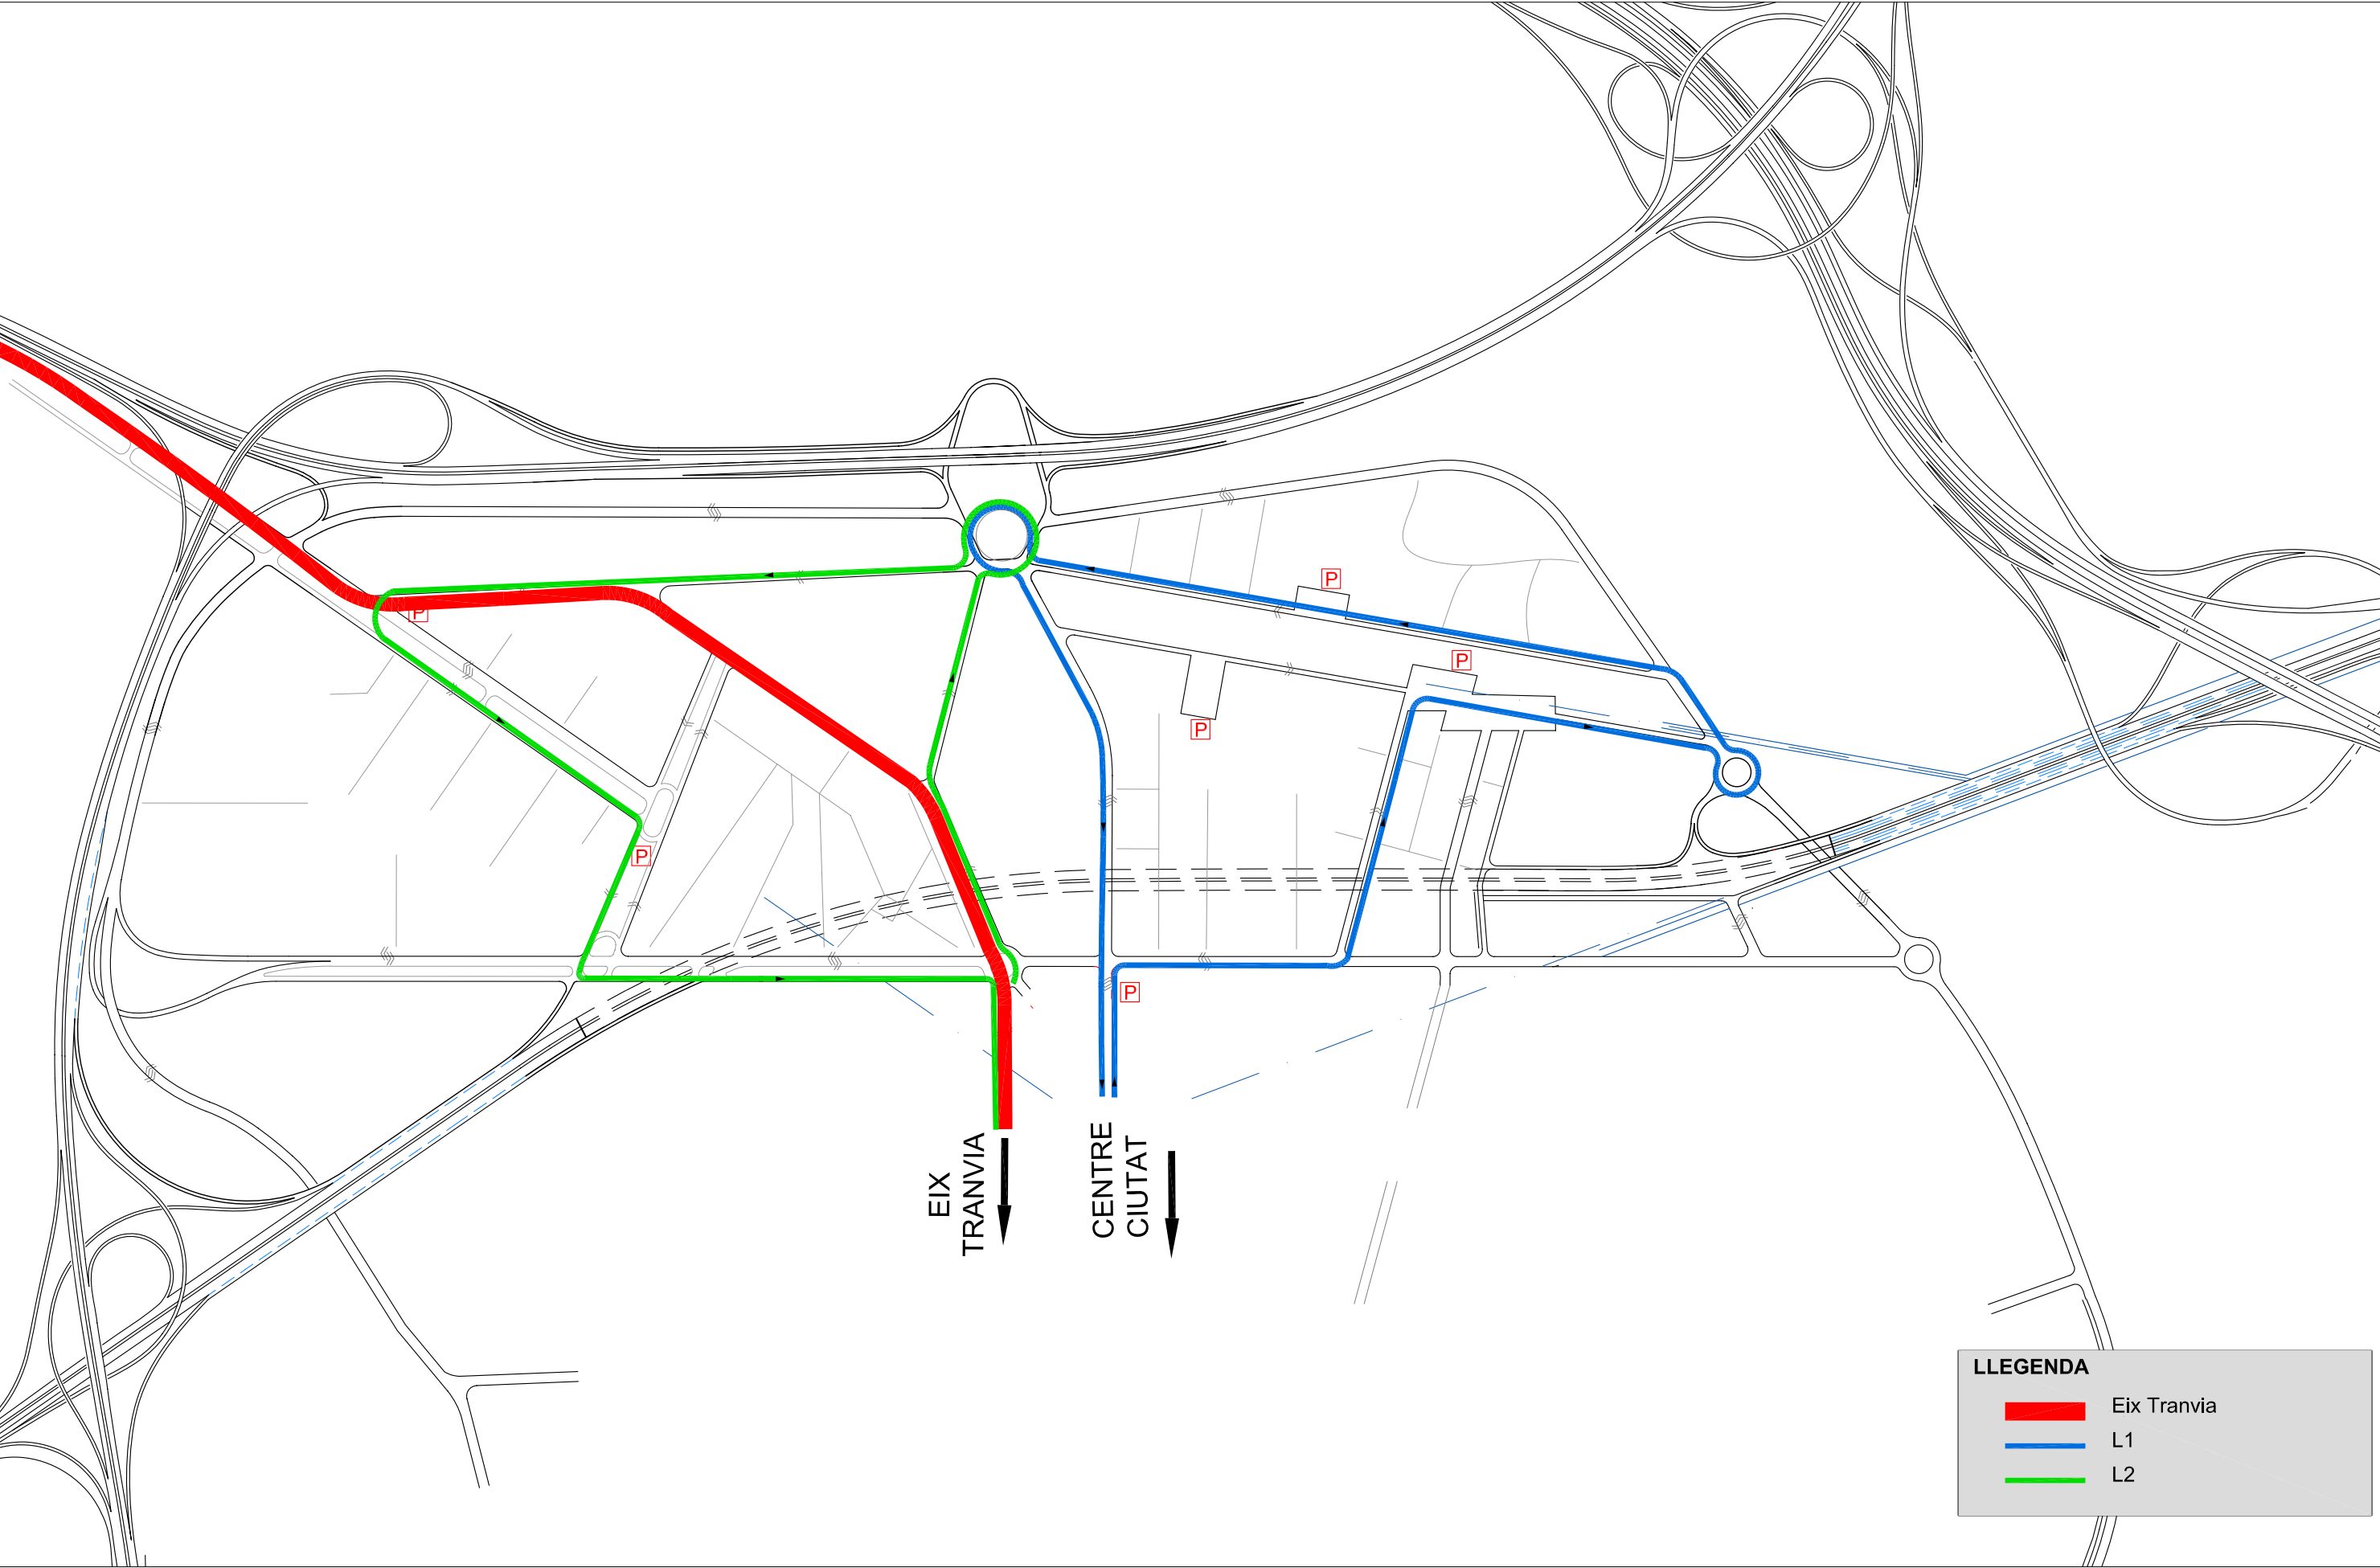 P
P
P
P
P
P
EIX
TRANVIA
CENTRE
CIUTAT
LLEGENDA
Eix Tranvia
L1
L2